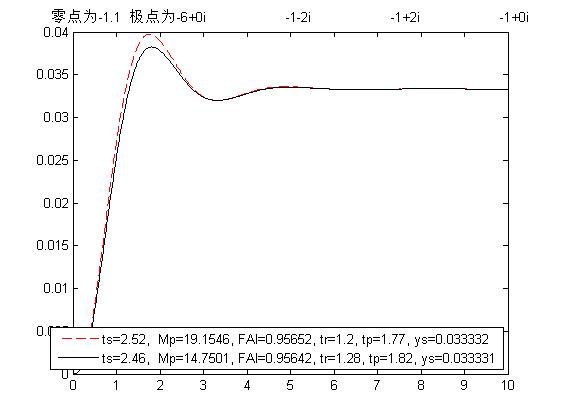 零点为-1.1 极点为-6+0i -1-2i -1+2i -1+0i
0.04
0.035
0.03
0.025
0.02
0.015
0.01
ts=2.52, Mp=19.1546, FAI=0.95652, tr=1.2, tp=1.77, ys=0.033332
ts=2.46, Mp=14.7501, FAI=0.95642, tr=1.28, tp=1.82, ys=0.033331
0 1 2 3 4 5 6 7 8 9 10